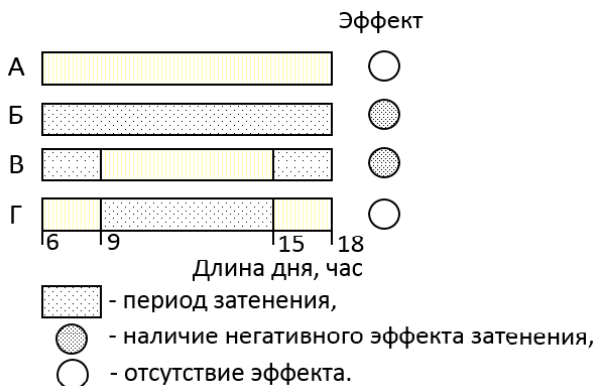 Эффект
А
Б
В
Г
6 9 15 18
Длина дня, час
- период затенения,
- наличие негативного эффекта затенения,
- отсутствие эффекта.